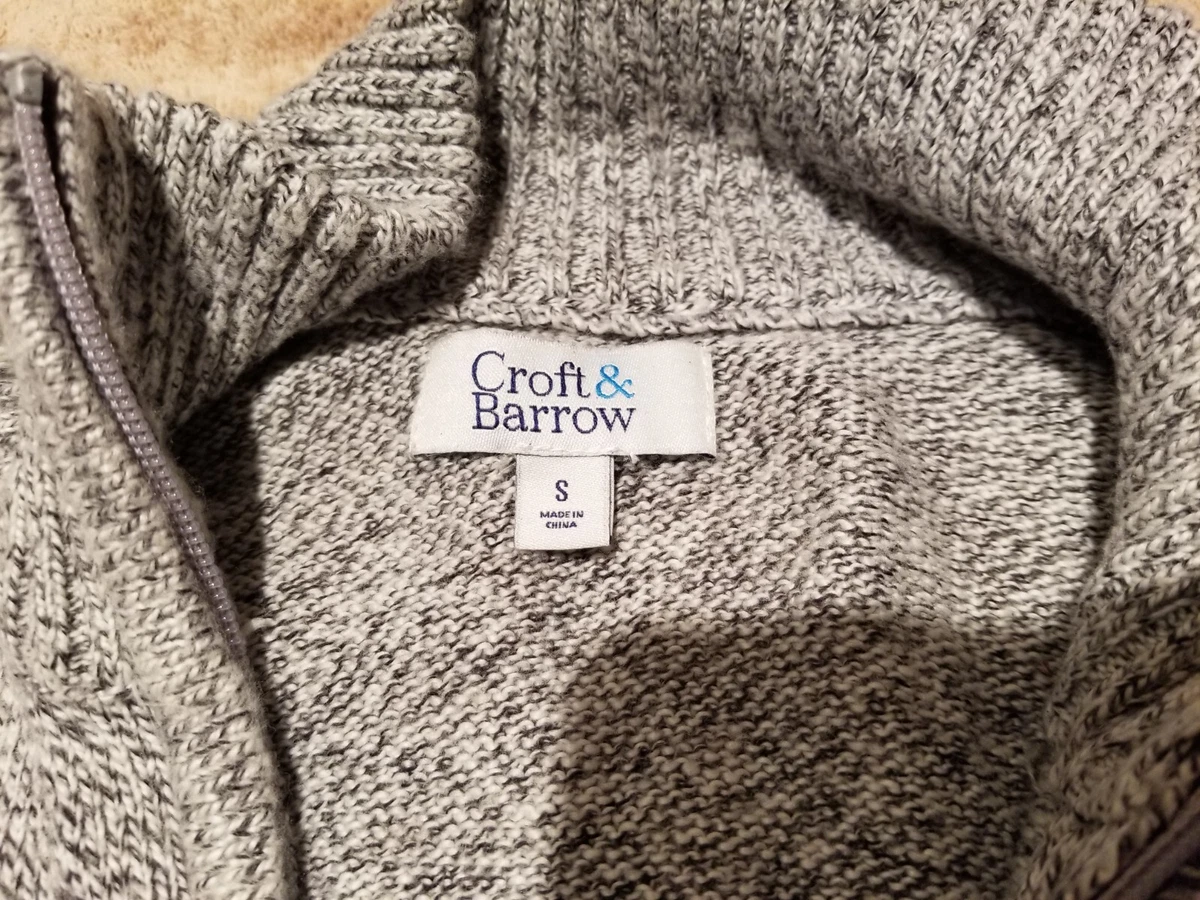 Croft &
Barrow
S
MADE IN
CHINA